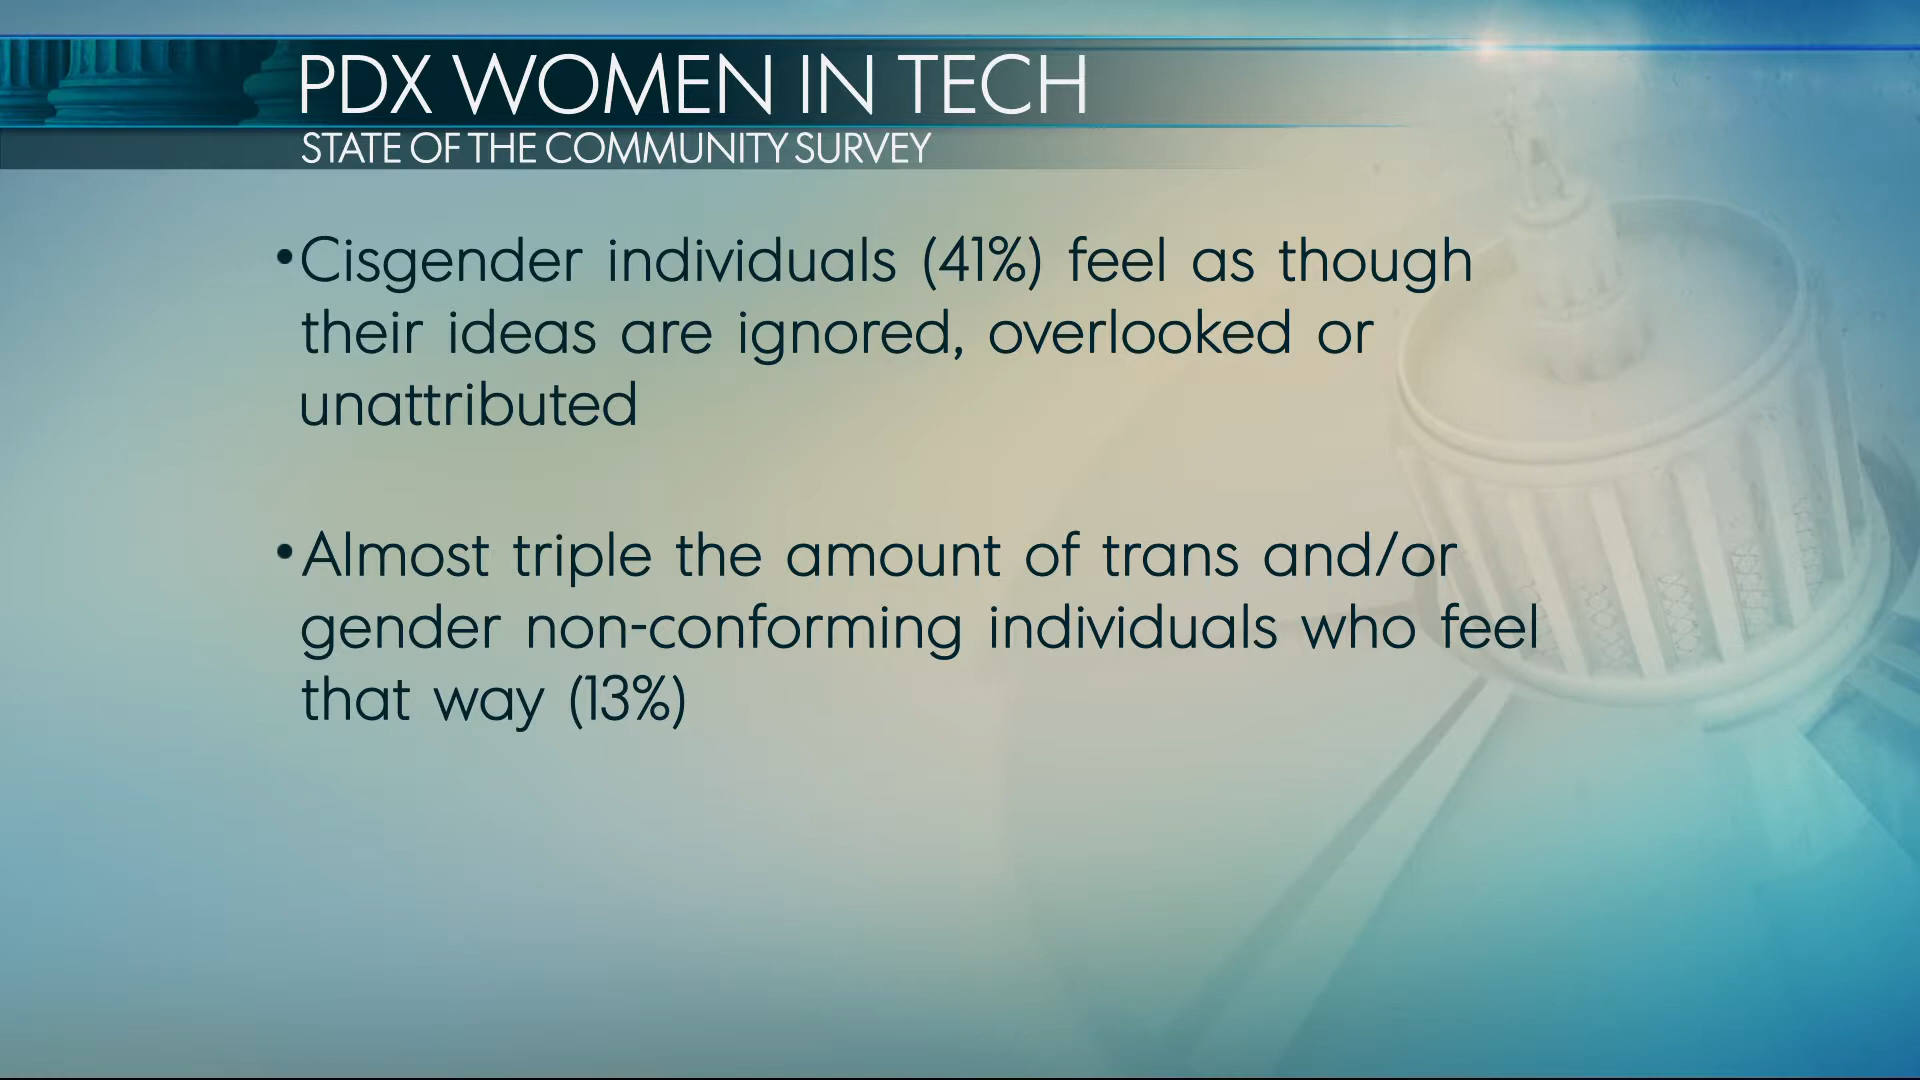 PDX WOMEN IN TECH
STATE OF THE COMMUNITY SURVEY
•Cisgender individuals (41%) feel as though
their ideas are ignored, overlooked or
unattributed
•Almost triple the amount of trans and/or
gender non-conforming individuals who feel
that way (13%)